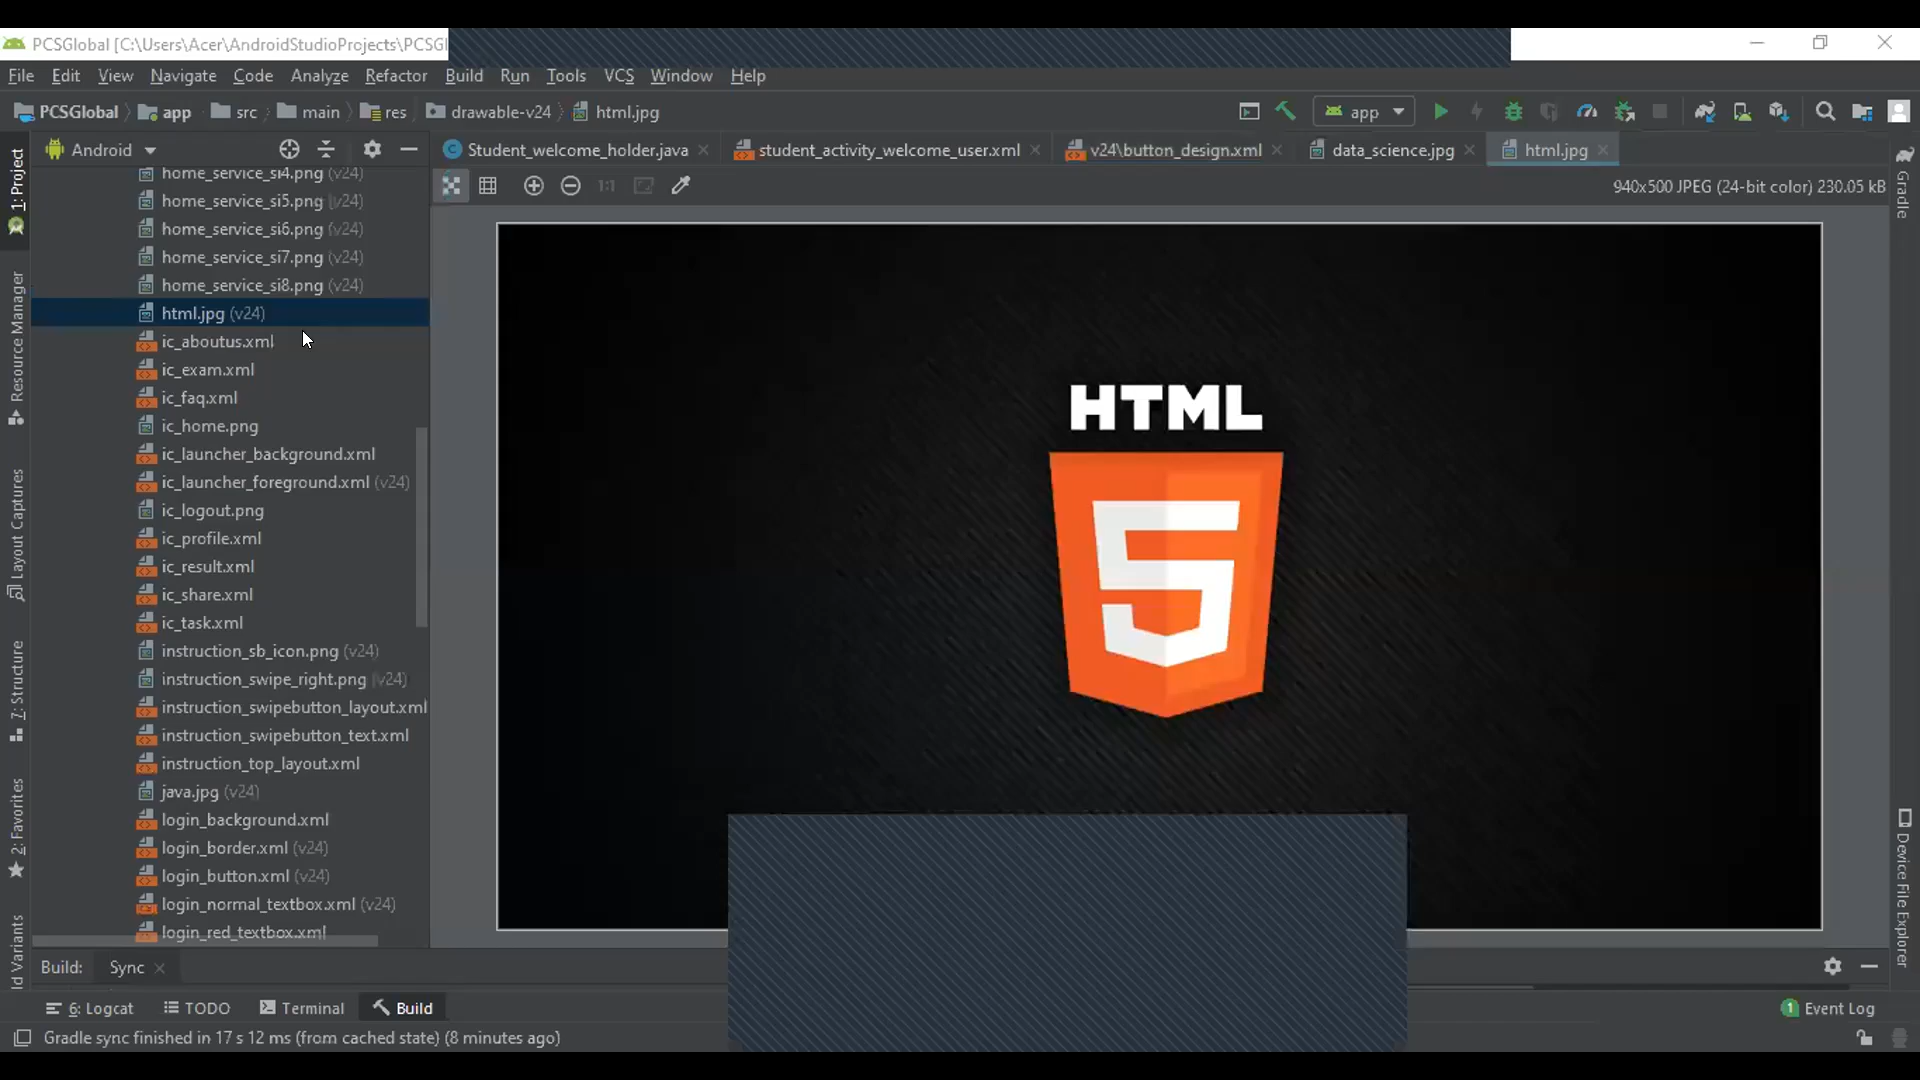 PCSGlobal [C:\Users\Acer\AndroidStudioProjects\PCSGl
File Edit View Navigate Code Analyze Refactor Build Run Tools VCS Window Help
PCSGlobal app src main res drawable-v24 html.jpg
app
1: Project
Resource Manager
Layout Captures
7: Structure
2: Favorites
ld Variants
Android
home_service_si4.png (v24)
home_service_si5.png (v24)
home_service_si6.png (v24)
home_service_si7.png (v24)
home_service_si8.png (v24)
html.jpg (v24)
ic_aboutus.xml
ic_exam.xml
ic_faq.xml
ic_home.png
ic_launcher_background.xml
ic_launcher_foreground.xml (v24)
ic_logout.png
ic_profile.xml
ic_result.xml
ic_share.xml
ic_task.xml
instruction_sb_icon.png (v24)
instruction_swipe_right.png (v24)
instruction_swipebutton_layout.xml
instruction_swipebutton_text.xml
instruction_top_layout.xml
java.jpg (v24)
login_background.xml
login_border.xml (v24)
login_button.xml (v24)
login_normal_textbox.xml (v24)
login_red_textbox.xml
Student_welcome_holder.java student_activity_welcome_user.xml v24\button_design.xml data_science.jpg html.jpg
1:1
940x500 JPEG (24-bit color) 230.05 kB
HTML
5
Gradle
Device File Explorer
Build: Sync
6: Logcat TODO Terminal Build
1 Event Log
Gradle sync finished in 17 s 12 ms (from cached state) (8 minutes ago)